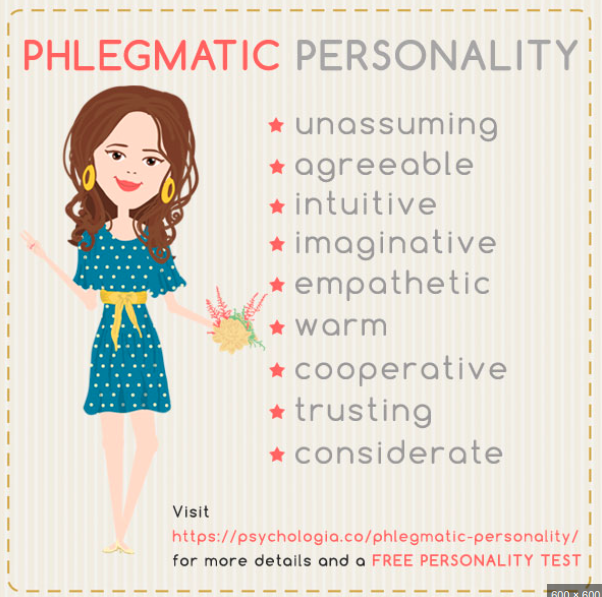 PHLEGMATIC PERSONALITY
unassuming
agreeable
intuitive
imaginative
empathetic
warm
cooperative
trusting
considerate
Visit
https://psychologia.co/phlegmatic-personality/
for more details and a FREE PERSONALITY TEST
600 × 600